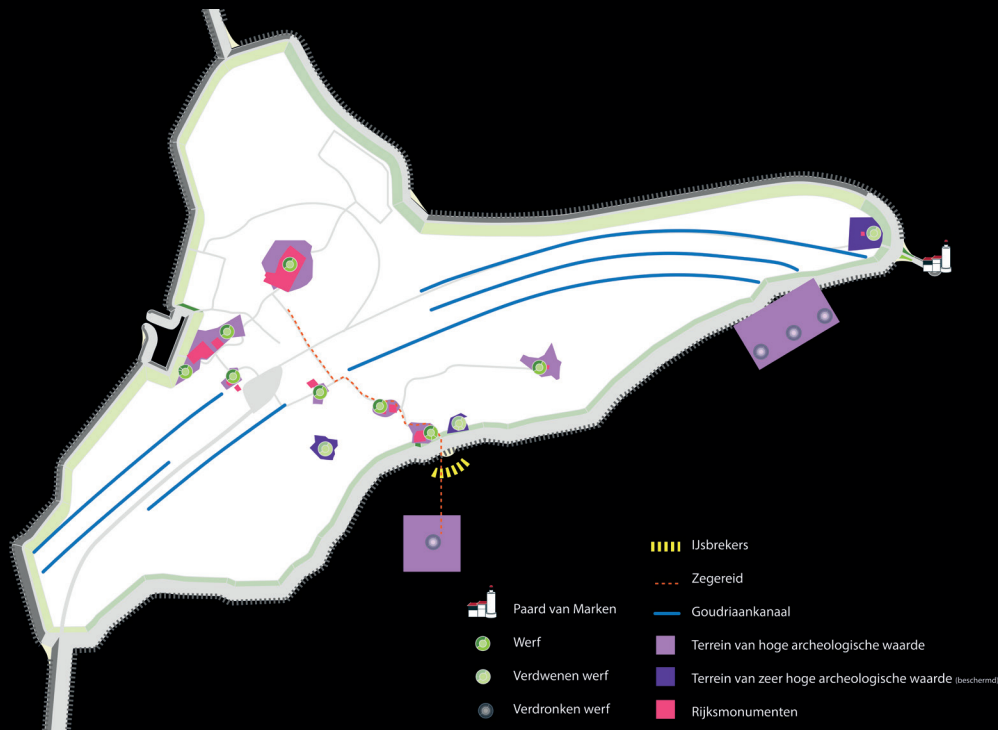 Paard van Marken
Werf
Verdwenen werf
Verdronken werf
IJsbrekers
Zegereid
Goudriaankanaal
Terrein van hoge archeologische waarde
Terrein van zeer hoge archeologische waarde (beschermd)
Rijksmonumenten